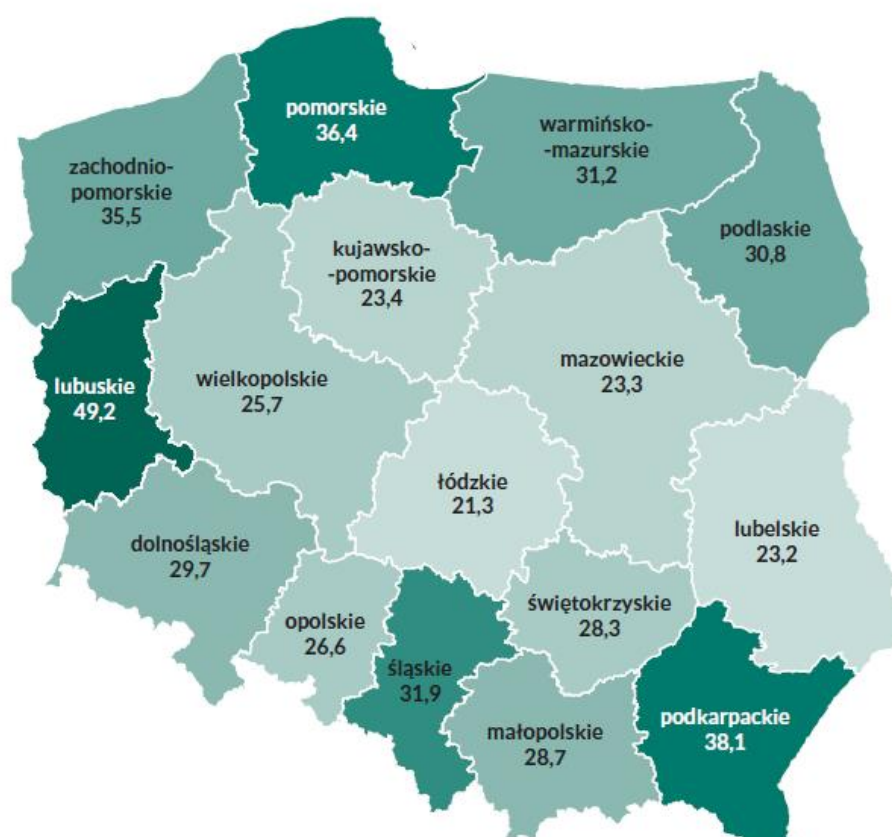 pomorskie
36,4
warmińsko-
-mazurskie
31,2
zachodnio-
pomorskie
35,5
podlaskie
30,8
kujawsko-
-pomorskie
23,4
mazowieckie
23,3
lubuskie
49,2
wielkopolskie
25,7
łódzkie
21,3
lubelskie
23,2
dolnośląskie
29,7
świętokrzyskie
28,3
opolskie
26,6
śląskie
31,9
podkarpackie
38,1
małopolskie
28,7